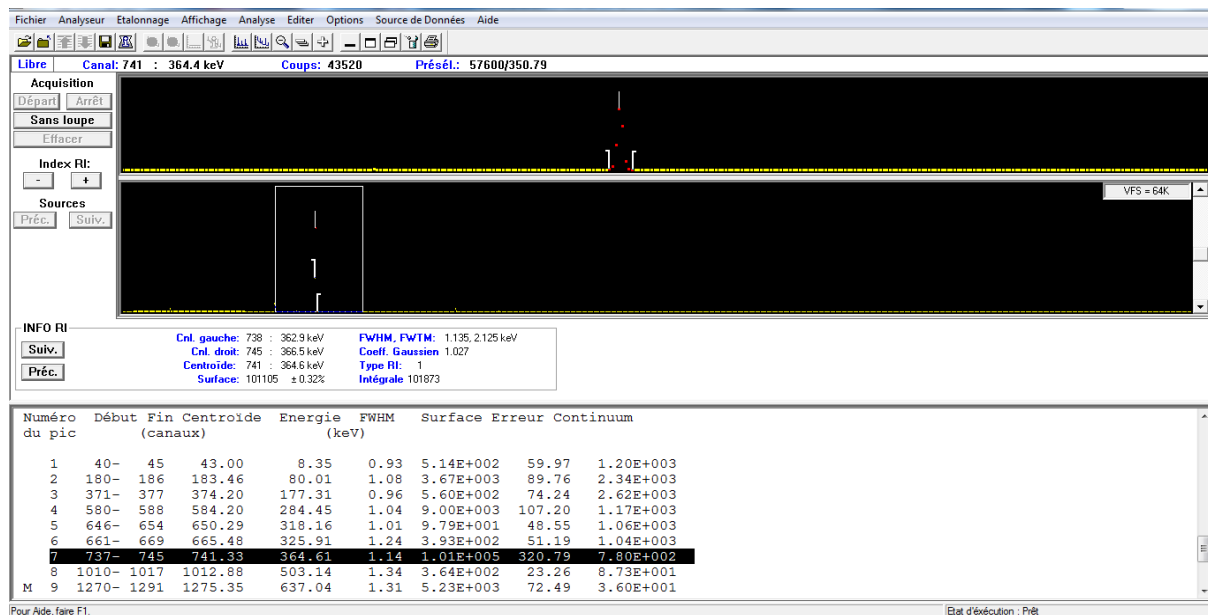 Fichier Analyseur Etalonnage Affichage Analyse Editer Options Source de Données Aide
Libre Canal: 741 : 364.4 keV Coups: 43520 Présél.: 57600/350.79
Acquisition
Départ Arrêt
Sans loupe
Effacer
Index RI:
- +
Sources
Préc. Suiv.
VFS = 64K
INFO RI
Suiv.
Préc.
Cnl. gauche: 738 : 362.9 keV FWHM, FWTM: 1.135, 2.125 keV
Cnl. droit: 745 : 366.5 keV Coeff. Gaussien 1.027
Centroïde: 741 : 364.6 keV Type RI: 1
Surface: 101105 ± 0.32% Intégrale 101873
Numéro Début Fin Centroïde Energie FWHM Surface Erreur Continuum
du pic (canaux) (keV)
1 40- 45 43.00 8.35 0.93 5.14E+002 59.97 1.20E+003
2 180- 186 183.46 80.01 1.08 3.67E+003 89.76 2.34E+003
3 371- 377 374.20 177.31 0.96 5.60E+002 74.24 2.62E+003
4 580- 588 584.20 284.45 1.04 9.00E+003 107.20 1.17E+003
5 646- 654 650.29 318.16 1.01 9.79E+001 48.55 1.06E+003
6 661- 669 665.48 325.91 1.24 3.93E+002 51.19 1.04E+003
7 737- 745 741.33 364.61 1.14 1.01E+005 320.79 7.80E+002
8 1010- 1017 1012.88 503.14 1.34 3.64E+002 23.26 8.73E+001
M 9 1270- 1291 1275.35 637.04 1.31 5.23E+003 72.49 3.60E+001
Pour Aide, faire F1. Etat d'éxécution : Prêt